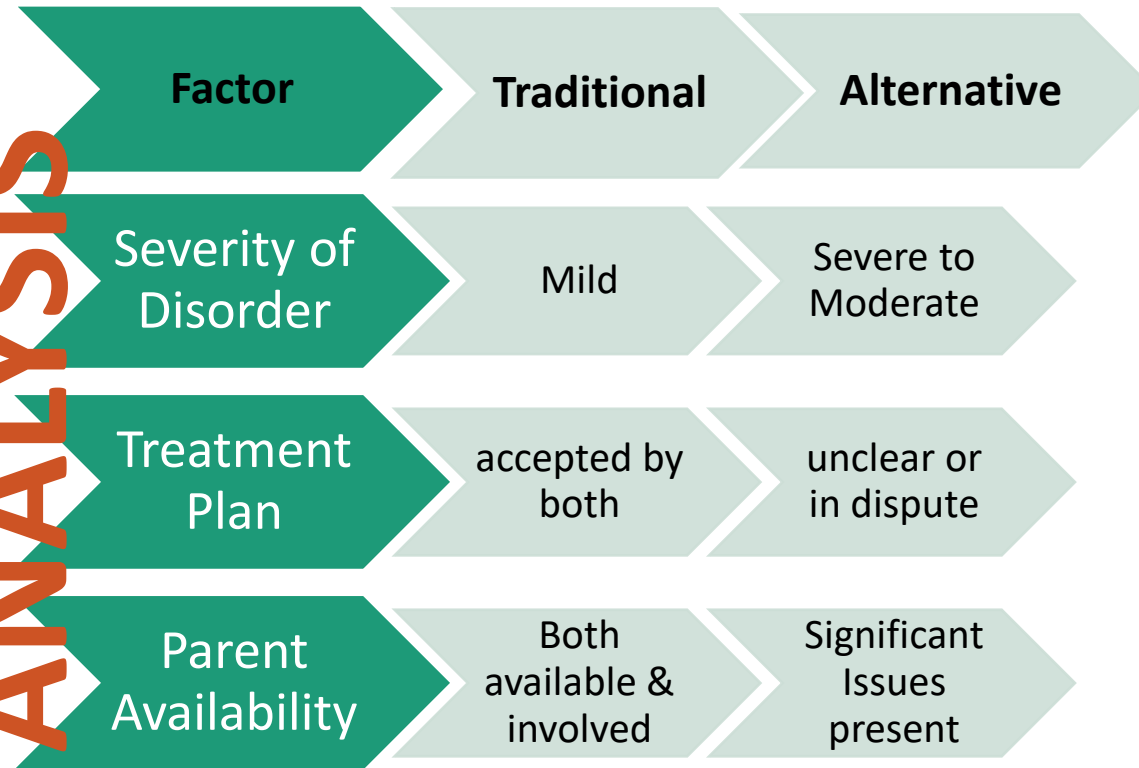 ANALYSIS
Factor
Traditional
Alternative
Severity of
Disorder
Mild
Severe to
Moderate
Treatment
Plan
accepted by
both
unclear or
in dispute
Parent
Availability
Both
available &
involved
Significant
Issues
present